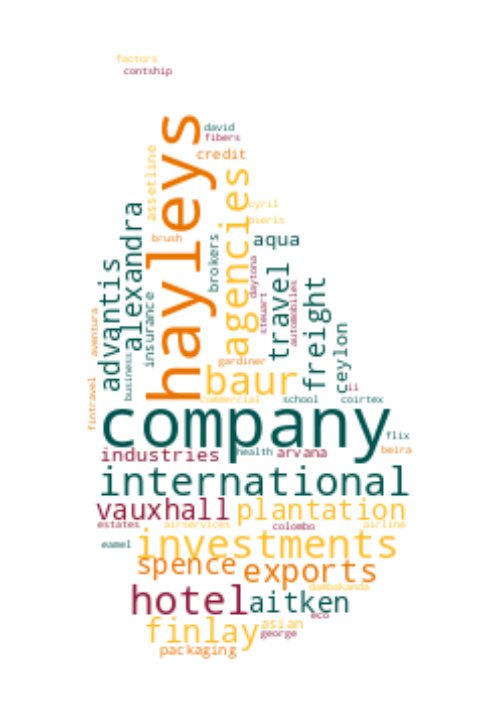 factors
contship
david
fibers
credit
hayleys
assetline
agencies
cyril
pieris
alexandra
brush
brokers
aqua
advantis
insurance
business
aventura
fintravel
daytona
steuart
travel
automobiles
freight
ceylon
gardiner
baur
ii
commercial
school
coirtex
company
flix
industries
health
arvana
beira
international
vauxhall
plantation
estates
airservices
colombo
airline
eamel
investments
spence
exports
dambakanda
hotel
aitken
eco
finlay
asian
george
packaging